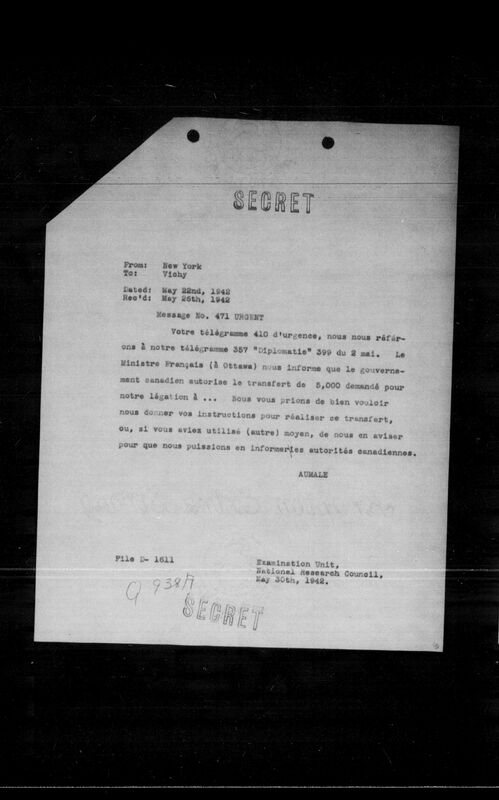 SECRET
From: New York
To: Vichy
Dated: May 22nd, 1942
Rec'd: May 25th, 1942
Message No. 471 URGENT
Votre télégramme 410 d'urgence, nous nous référ-
ons à notre télégramme 357 "Diplomatie" 399 du 2 mai. Le
Ministre Français (à Ottawa) nous informe que le gouverne-
ment canadien autorise le transfert de 5,000 demandé pour
notre légation à ... Nous vous prions de bien vouloir
nous donner vos instructions pour réaliser ce transfert,
ou, si vous aviez utilisé (autre) moyen, de nous en aviser
pour que nous puissions en informer les autorités canadiennes.
AUMALE
File D- 1611
Examination Unit,
National Research Council,
May 30th, 1942.
G 938A
SECRET